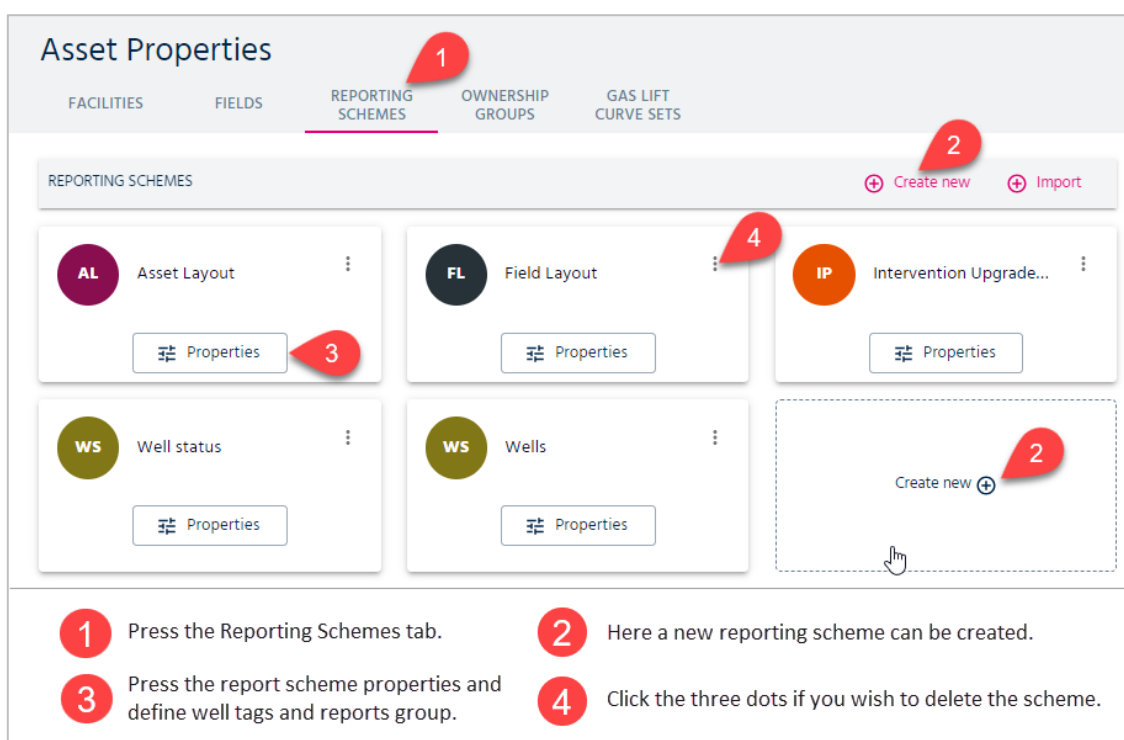 Asset Properties
1
FACILITIES
FIELDS
REPORTING
SCHEMES
OWNERSHIP
GROUPS
GAS LIFT
CURVE SETS
2
REPORTING SCHEMES
Create new
Import
AL
Asset Layout
Properties
3
FL
Field Layout
4
Properties
IP
Intervention Upgrade...
Properties
WS
Well status
Properties
WS
Wells
Properties
2
Create new
1
Press the Reporting Schemes tab.
2
Here a new reporting scheme can be created.
3
Press the report scheme properties and
define well tags and reports group.
4
Click the three dots if you wish to delete the scheme.